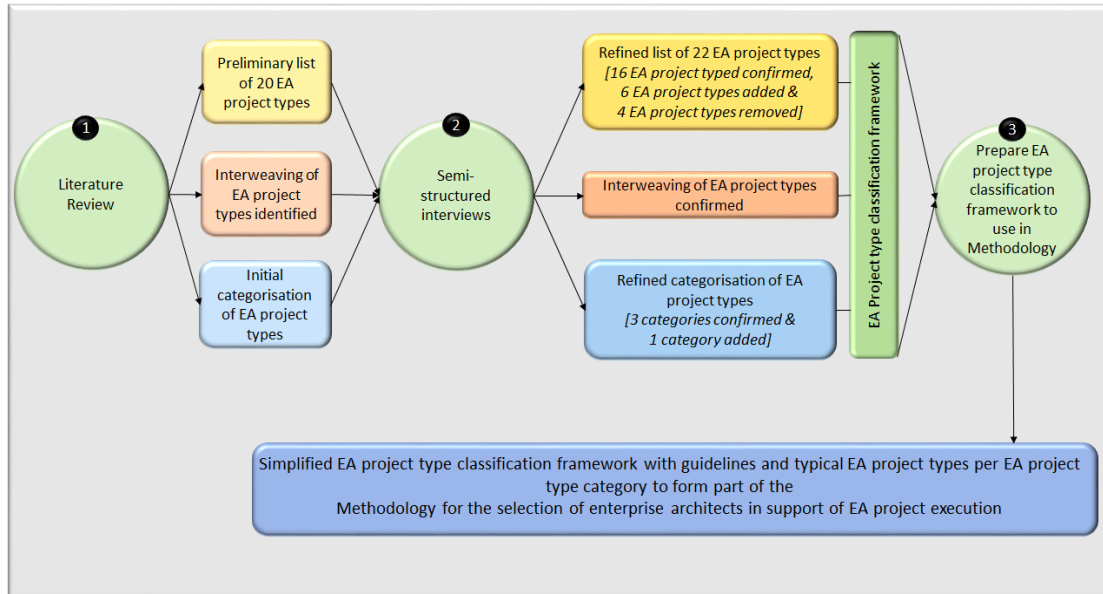 1
Literature
Review
Preliminary list
of 20 EA
project types
Interweaving of
EA project
types identified
Initial
categorisation
of EA project
types
2
Semi-
structured
interviews
Refined list of 22 EA project types
[16 EA project typed confirmed,
6 EA project types added &
4 EA project types removed]
Interweaving of EA project types
confirmed
Refined categorisation of EA
project types
[3 categories confirmed &
1 category added]
EA Project type classification framework
3
Prepare EA
project type
classification
framework to
use in
Methodology
Simplified EA project type classification framework with guidelines and typical EA project types per EA project
type category to form part of the
Methodology for the selection of enterprise architects in support of EA project execution